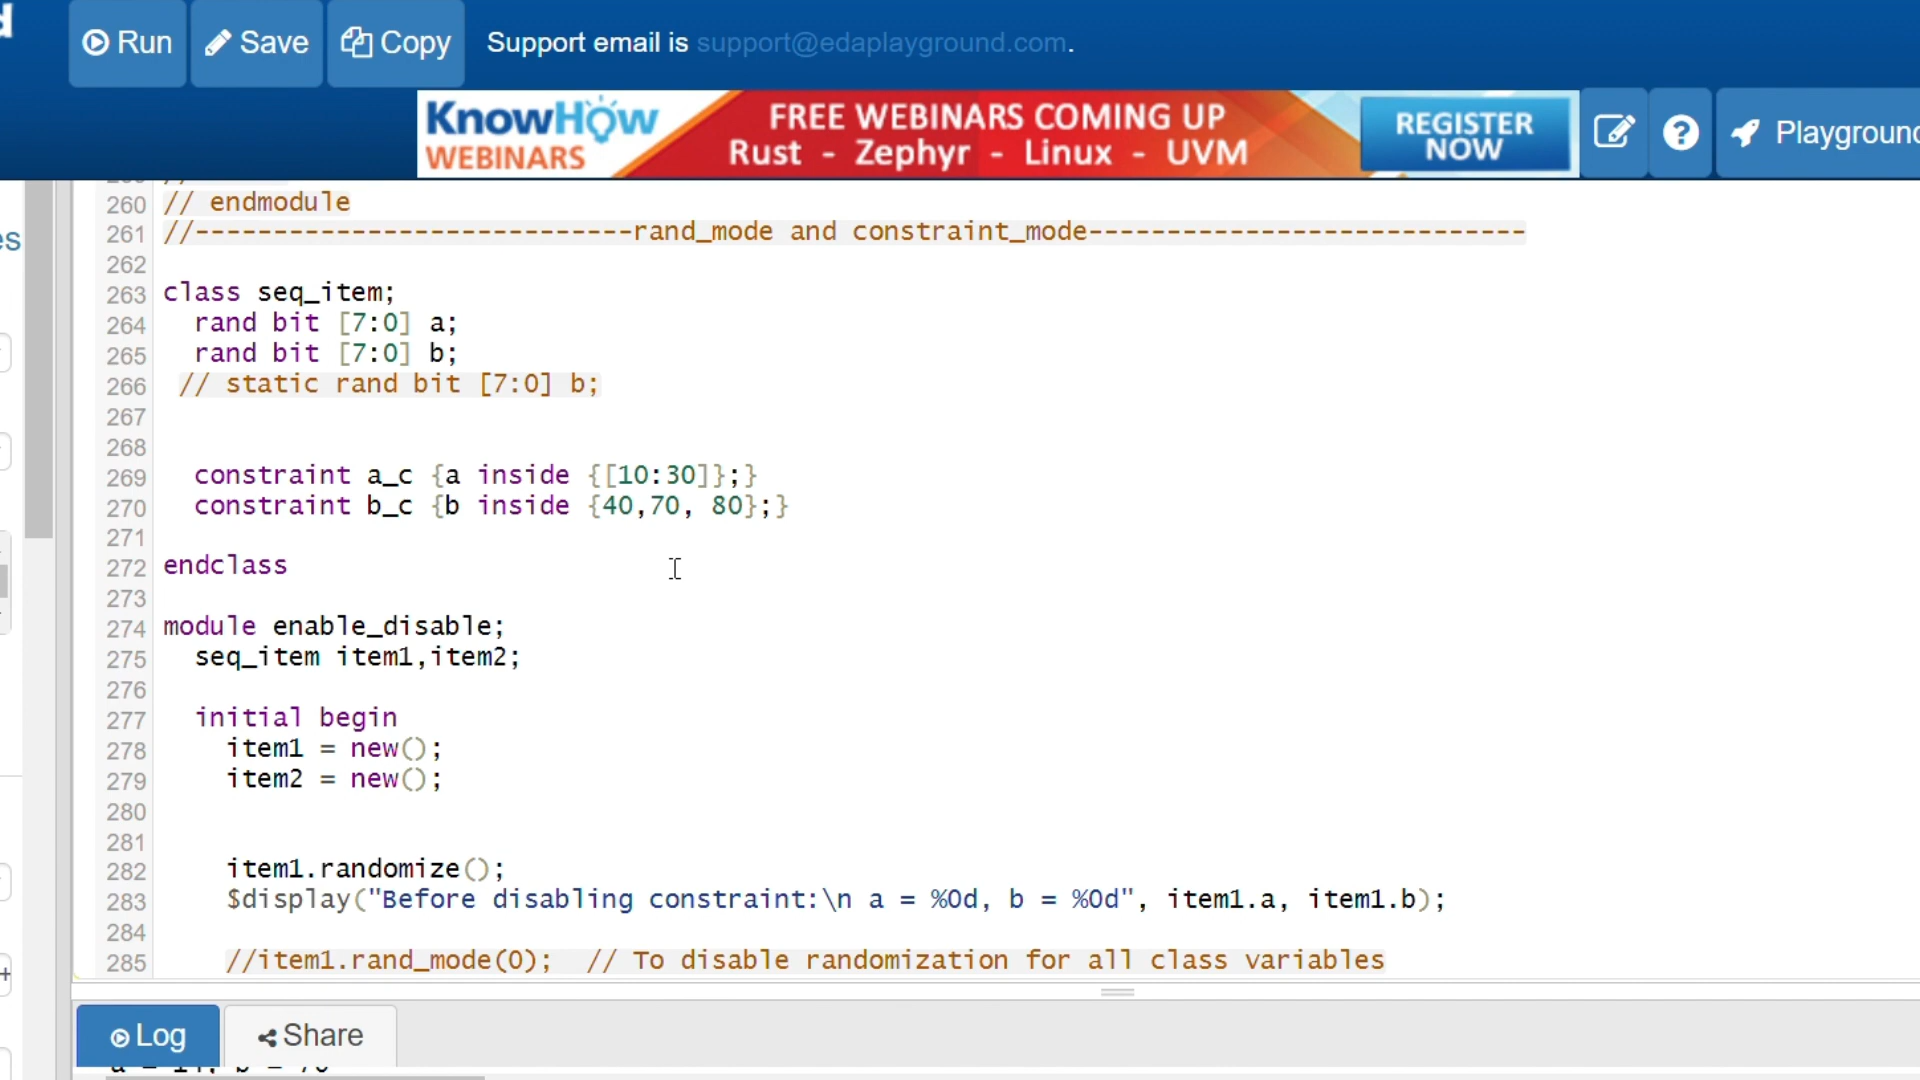 Run Save Copy Support email is support@edaplayground.com.
KnowHow
WEBINARS
FREE WEBINARS COMING UP
Rust - Zephyr - Linux - UVM
REGISTER
NOW
Playground
es
260 // endmodule
261 //----------------------------rand_mode and constraint_mode----------------------------
262
263 class seq_item;
264 rand bit [7:0] a;
265 rand bit [7:0] b;
266 // static rand bit [7:0] b;
267
268
269 constraint a_c {a inside {[10:30]};}
270 constraint b_c {b inside {40,70, 80};}
271
272 endclass
273
274 module enable_disable;
275 seq_item item1,item2;
276
277 initial begin
278 item1 = new();
279 item2 = new();
280
281
282 item1.randomize();
283 $display("Before disabling constraint:\n a = %0d, b = %0d", item1.a, item1.b);
284
285 //item1.rand_mode(0); // To disable randomization for all class variables
Log Share